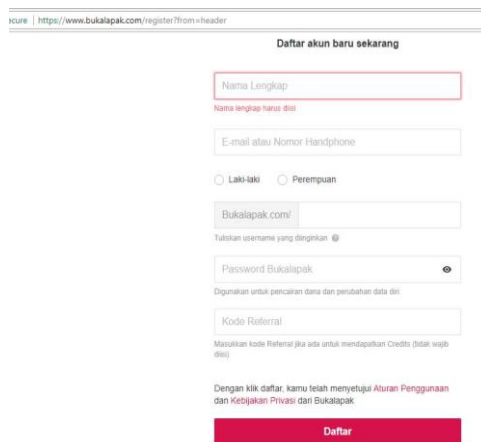 ecure | https://www.bukalapak.com/register?from=header
Daftar akun baru sekarang
Nama Lengkap
Nama lengkap harus diisi
E-mail atau Nomor Handphone
Laki-laki Perempuan
Bukalapak.com/
Tuliskan username yang diinginkan
Password Bukalapak
Digunakan untuk pencairan dana dan perubahan data diri
Kode Referral
Masukkan kode Referral jika ada untuk mendapatkan Credits (tidak wajib
diisi)
Dengan klik daftar, kamu telah menyetujui Aturan Penggunaan
dan Kebijakan Privasi dari Bukalapak
Daftar